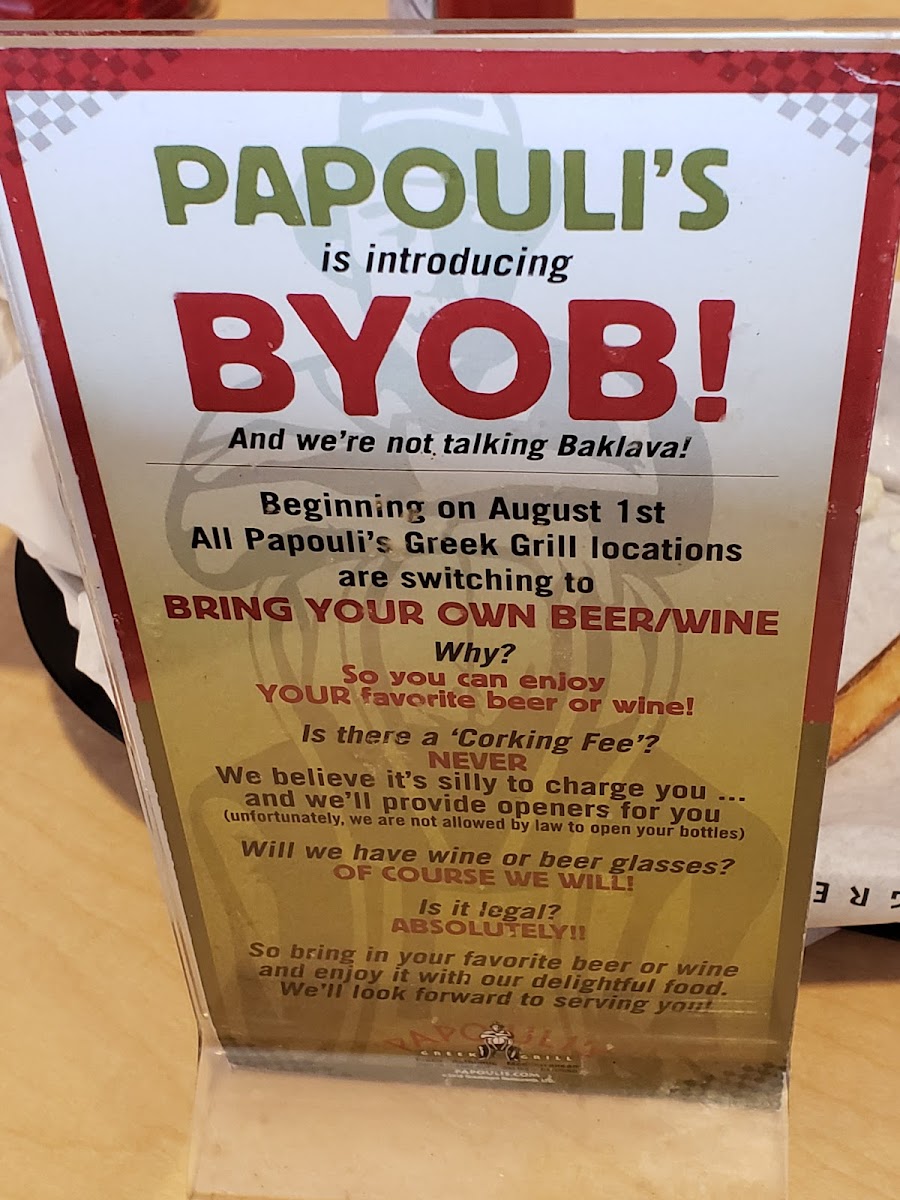 PAPOULI'S
is introducing
BYOB!
And we're not talking Baklava!
Beginning on August 1st
All Papouli's Greek Grill locations
are switching to
BRING YOUR OWN BEER/WINE
Why?
So you can enjoy
YOUR favorite beer or wine!
Is there a 'Corking Fee'?
NEVER
We believe it's silly to charge you ...
and we'll provide openers for you
(unfortunately, we are not allowed by law to open your bottles)
Will we have wine or beer glasses?
OF COURSE WE WILL!
Is it legal?
ABSOLUTELY!!
So bring in your favorite beer or wine
and enjoy it with our delightful food.
We'll look forward to serving you!
PAPOULI'S
GREEK GRILL
PAPOULIS.COM